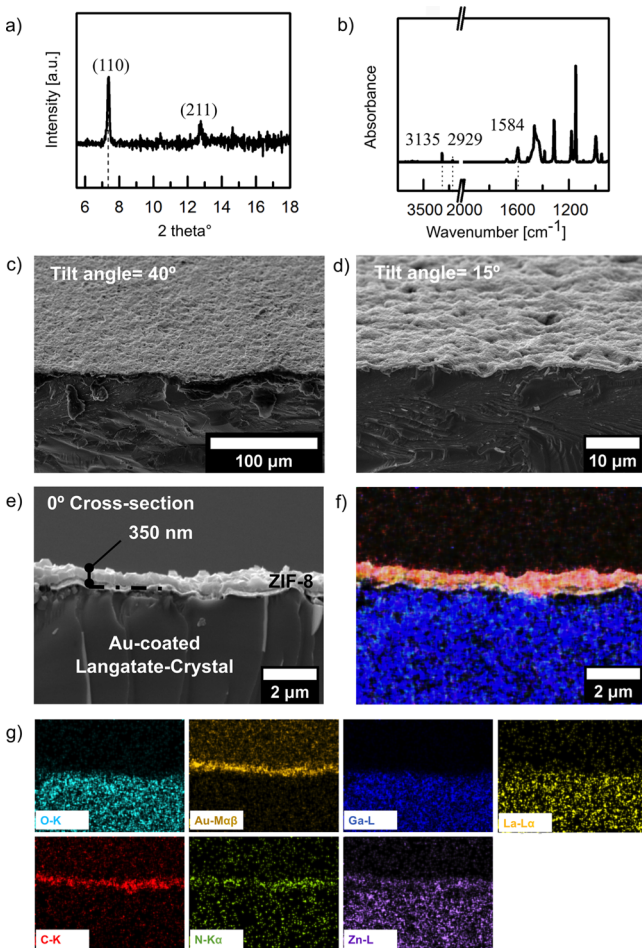 a)
Intensity [a.u.]
(110)
(211)
6 8 10 12 14 16 18
2 theta°
b)
Absorbance
3135
2929
1584
3500 2000 1600 1200
Wavenumber [cm⁻¹]
c)
Tilt angle= 40º
100 µm
d)
Tilt angle= 15º
10 µm
e)
0º Cross-section
350 nm
ZIF-8
Au-coated
Langatate-Crystal
2 µm
f)
2 µm
g)
O-K
Au-Mαβ
Ga-L
La-Lα
C-K
N-Kα
Zn-L